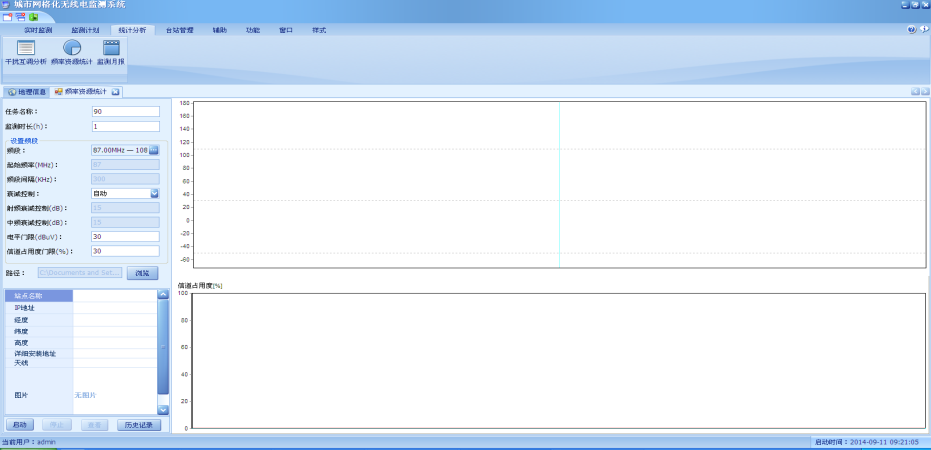 城市网格化无线电监测系统
实时监测 监测计划 统计分析 台站管理 辅助 功能 窗口 样式
干扰互调分析 频率资源统计 监测月报
地理信息 频率资源统计
任务名称： 90
监测时长(h)： 1
设置频段
频段： 87.00MHz — 108
起始频率(MHz)： 87
频段间隔(KHz)： 300
衰减控制： 自动
射频衰减控制(dB)： 15
中频衰减控制(dB)： 15
电平门限(dBuV)： 30
信道占用度门限(%)： 30
路径： C:\Documents and Set... 浏览
站点名称
IP地址
经度
纬度
高度
详细安装地址
天线
图片 无图片
启动 停止 查看 历史记录
180
160
140
120
100
80
60
40
20
0
-20
-40
-60
信道占用度[%]
100
80
60
40
20
0
当前用户：admin 启动时间：2014-09-11 09:21:05